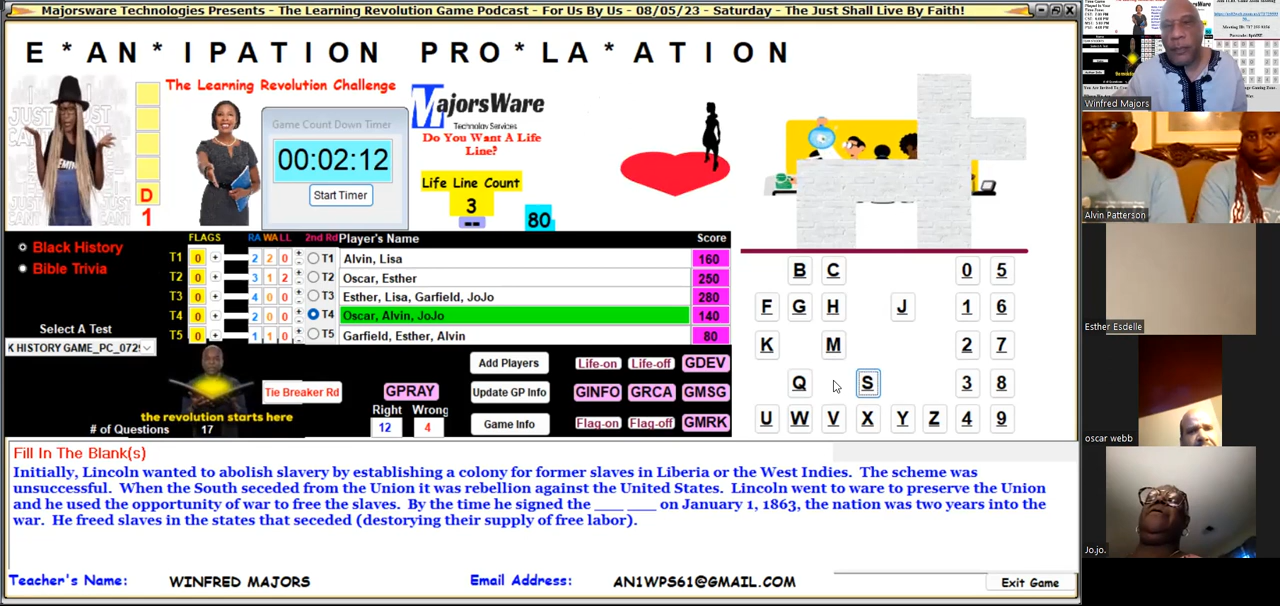 Majorsware Technologies Presents - The Learning Revolution Game Podcast - For Us By Us - 08/05/23 - Saturday - The Just Shall Live By Faith!
E*AN*IPATION PRO*LA*ATION
The Learning Revolution Challenge
MajorsWare
Technology Services
Do You Want A Life
Line?
Game Count Down Timer
00:02:12
Start Timer
Life Line Count
3
--
80
D
1
FLAGS RA WA LL 2nd Rd Player's Name Score
T1 0 + 2 2 0 T1 Alvin, Lisa 160
T2 0 + 3 1 2 T2 Oscar, Esther 250
T3 0 + 4 0 0 T3 Esther, Lisa, Garfield, JoJo 280
T4 0 + 2 0 0 T4 Oscar, Alvin, JoJo 140
T5 0 + 1 1 0 T5 Garfield, Esther, Alvin 80
Black History
Bible Trivia
Select A Test
K HISTORY GAME_PC_072
the revolution starts here
# of Questions 17
Tie Breaker Rd
GPRAY
Right Wrong
12 4
Add Players Life-on Life-off GDEV
Update GP Info GINFO GRCA GMSG
Game Info Flag-on Flag-off GMRK
B C 0 5
F G H J 1 6
K M 2 7
Q S 3 8
U W V X Y Z 4 9
Fill In The Blank(s)
Initially, Lincoln wanted to abolish slavery by establishing a colony for former slaves in Liberia or the West Indies. The scheme was
unsuccessful. When the South seceded from the Union it was rebellion against the United States. Lincoln went to ware to preserve the Union
and he used the opportunity of war to free the slaves. By the time he signed the ____ ____ on January 1, 1863, the nation was two years into the
war. He freed slaves in the states that seceded (destorying their supply of free labor).
Teacher's Name: WINFRED MAJORS Email Address: AN1WPS61@GMAIL.COM Exit Game
Winfred Majors
Alvin Patterson
Esther Esdelle
oscar webb
Jo.jo.